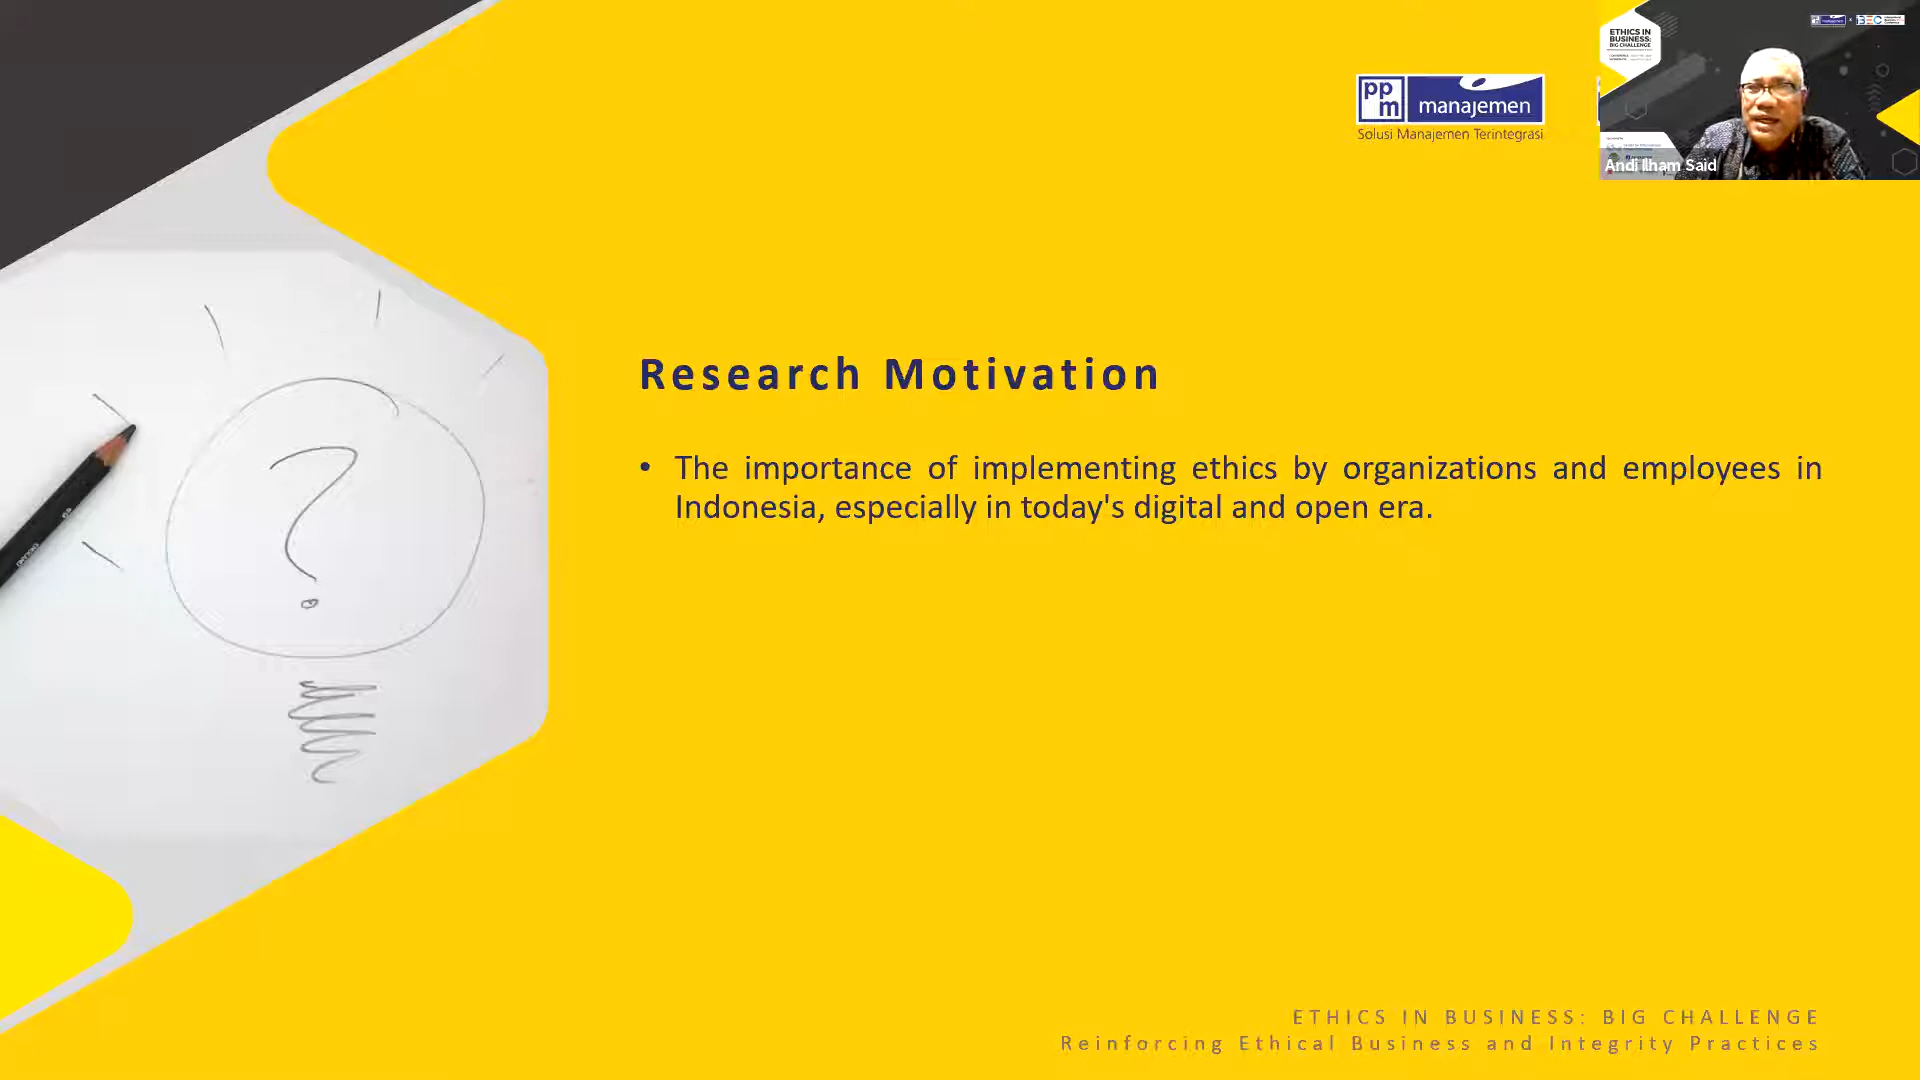 pp
m
manajemen
Solusi Manajemen Terintegrasi
ETHICS IN
BUSINESS:
BIG CHALLENGE
Andi Ilham Said
Research Motivation
• The importance of implementing ethics by organizations and employees in
Indonesia, especially in today's digital and open era.
?
ETHICS IN BUSINESS: BIG CHALLENGE
Reinforcing Ethical Business and Integrity Practices